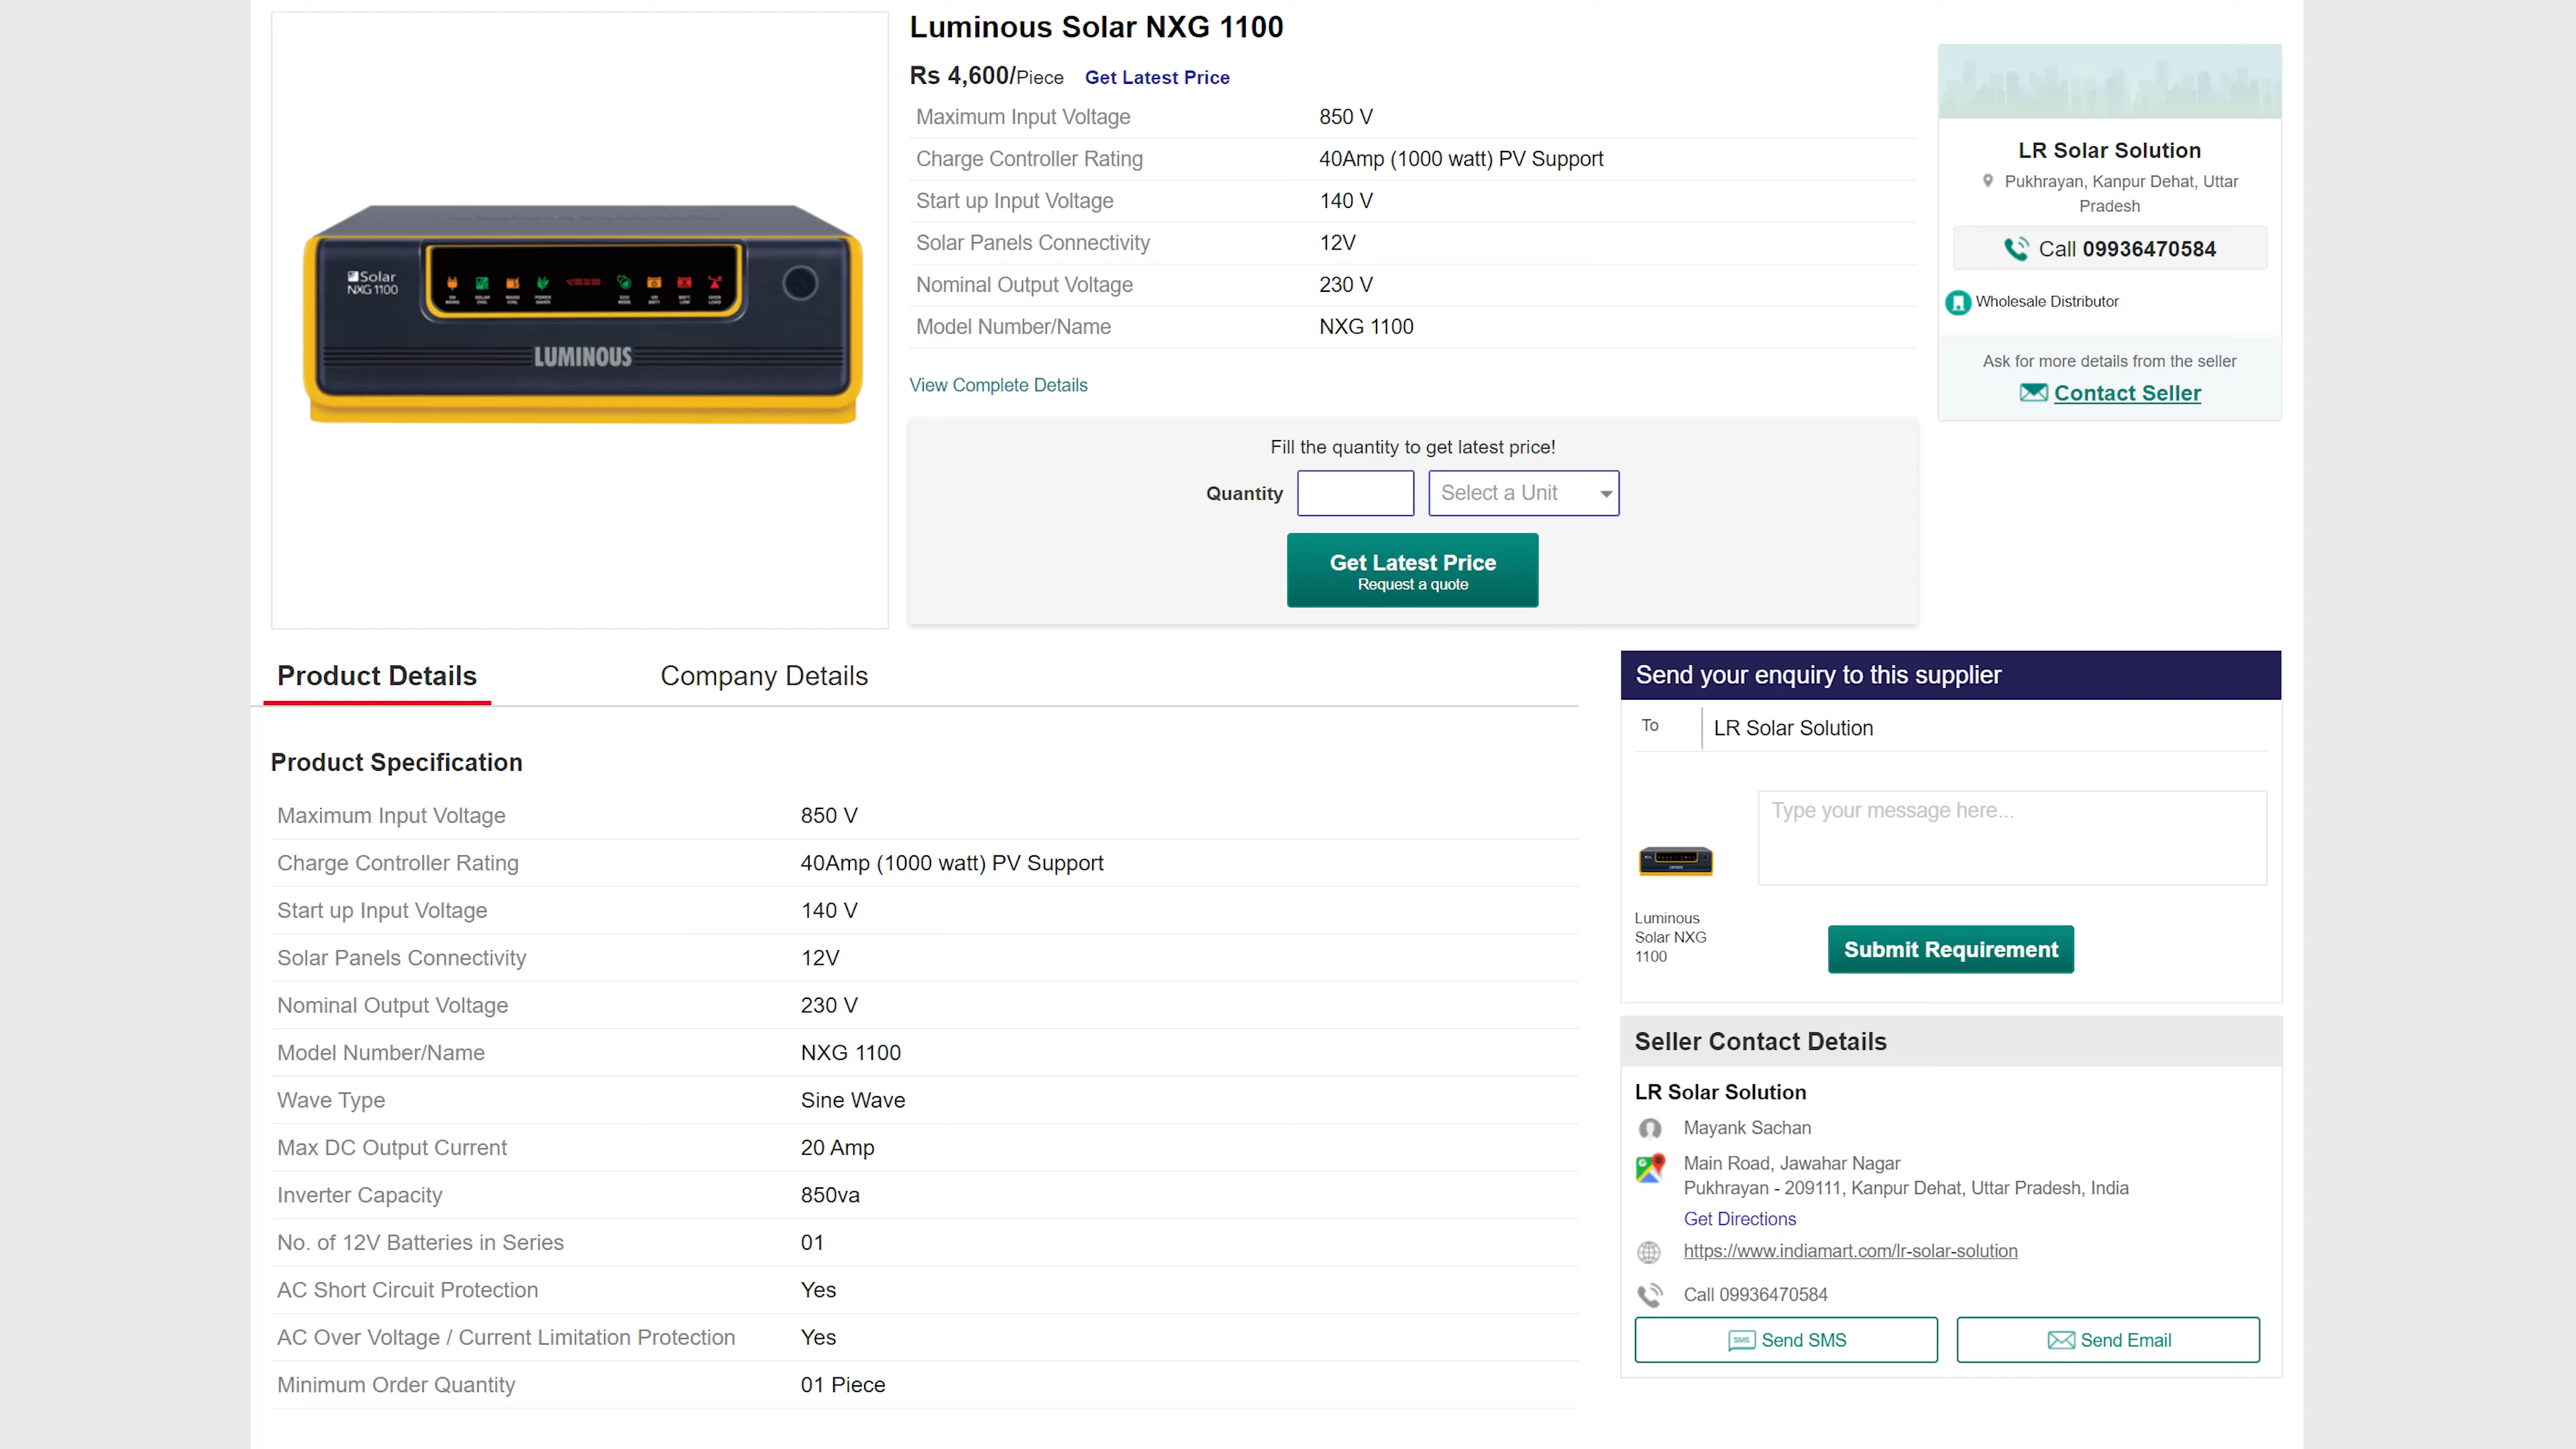 Luminous Solar NXG 1100
Rs 4,600/Piece Get Latest Price
Maximum Input Voltage 850 V
Charge Controller Rating 40Amp (1000 watt) PV Support
Start up Input Voltage 140 V
Solar Panels Connectivity 12V
Nominal Output Voltage 230 V
Model Number/Name NXG 1100
View Complete Details
Fill the quantity to get latest price!
Quantity Select a Unit
Get Latest Price
Request a quote
Solar
NXG 1100
LUMINOUS
LR Solar Solution
Pukhrayan, Kanpur Dehat, Uttar
Pradesh
Call 09936470584
Wholesale Distributor
Ask for more details from the seller
Contact Seller
Product Details Company Details
Product Specification
Maximum Input Voltage 850 V
Charge Controller Rating 40Amp (1000 watt) PV Support
Start up Input Voltage 140 V
Solar Panels Connectivity 12V
Nominal Output Voltage 230 V
Model Number/Name NXG 1100
Wave Type Sine Wave
Max DC Output Current 20 Amp
Inverter Capacity 850va
No. of 12V Batteries in Series 01
AC Short Circuit Protection Yes
AC Over Voltage / Current Limitation Protection Yes
Minimum Order Quantity 01 Piece
Send your enquiry to this supplier
To LR Solar Solution
Type your message here...
Luminous
Solar NXG
1100
Submit Requirement
Seller Contact Details
LR Solar Solution
Mayank Sachan
Main Road, Jawahar Nagar
Pukhrayan - 209111, Kanpur Dehat, Uttar Pradesh, India
Get Directions
https://www.indiamart.com/lr-solar-solution
Call 09936470584
SMS Send SMS Send Email